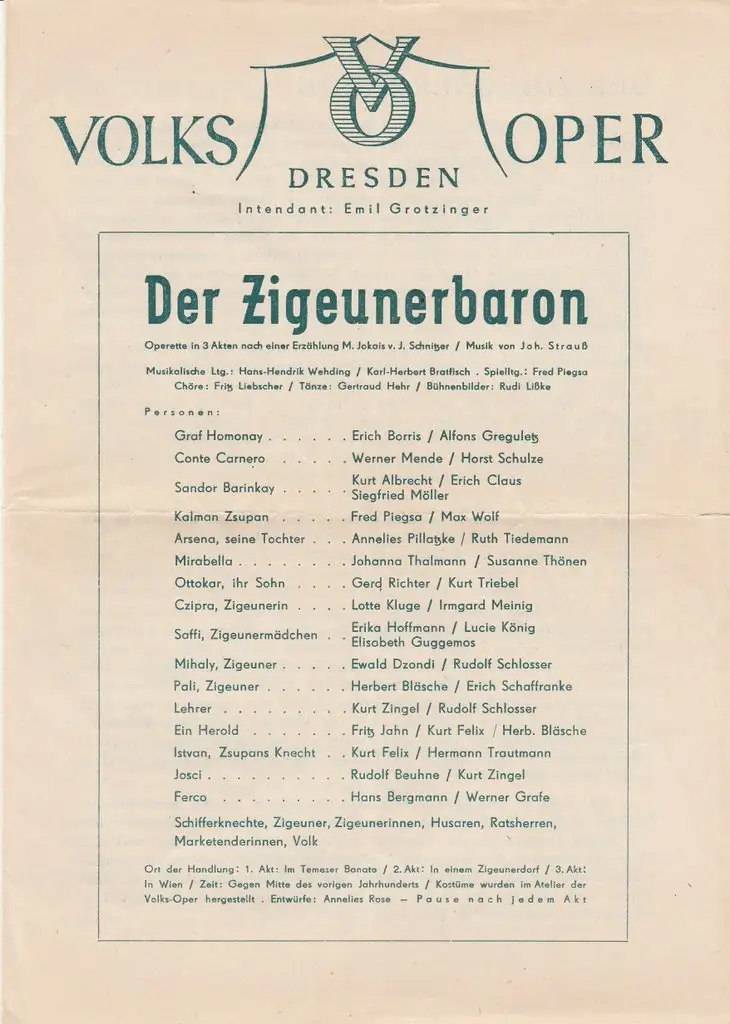 VOLKS VO OPER
DRESDEN
Intendant: Emil Grotzinger
Der Zigeunerbaron
Operette in 3 Akten nach einer Erzählung M. Jokais v. J. Schnitzer / Musik von Joh. Strauß
Musikalische Ltg.: Hans-Hendrik Wehding / Karl-Herbert Bratfisch . Spielltg.: Fred Piegsa
Chöre: Fritz Liebscher / Tänze: Gertraud Hehr / Bühnenbilder: Rudi Lißke
Personen:
Graf Homonay . . . . . . Erich Borris / Alfons Faguletz
Conte Carnero . . . . . Werner Mende / Horst Schulze
Sandor Barinkay . . . . . Kurt Albrecht / Erich Claus
Siegfried Möller
Kalman Zsupan . . . . . Fred Piegsa / Max Wolf
Arsena, seine Tochter . . . Annelies Pillatzke / Ruth Tiedemann
Mirabella . . . . . . . . Johanna Thalmann / Susanne Thönen
Ottokar, ihr Sohn . . . . Gerd Richter / Kurt Triebel
Czipra, Zigeunerin . . . . Lotte Kluge / Irmgard Meinig
Saffi, Zigeunermädchen . . Erika Hoffmann / Lucie König
Elisabeth Guggemos
Mihaly, Zigeuner . . . . . Ewald Dzondi / Rudolf Schlosser
Pali, Zigeuner . . . . . . Herbert Bläsche / Erich Schaffranke
Lehrer . . . . . . . . . Kurt Zingel / Rudolf Schlosser
Ein Herold . . . . . . . Fritz Jahn / Kurt Felix / Herb. Bläsche
Istvan, Zsupans Knecht . . Kurt Felix / Hermann Trautmann
Josci . . . . . . . . . . Rudolf Beuhne / Kurt Zingel
Ferco . . . . . . . . . Hans Bergmann / Werner Grafe
Schifferknechte, Zigeuner, Zigeunerinnen, Husaren, Ratsherren,
Marketenderinnen, Volk
Ort der Handlung: 1. Akt: Im Temeser Banate / 2. Akt: In einem Zigeunerdorf / 3. Akt:
In Wien / Zeit: Gegen Mitte des vorigen Jahrhunderts / Kostüme wurden im Atelier der
Volks-Oper hergestellt . Entwürfe: Annelies Rose — Pause nach jedem Akt